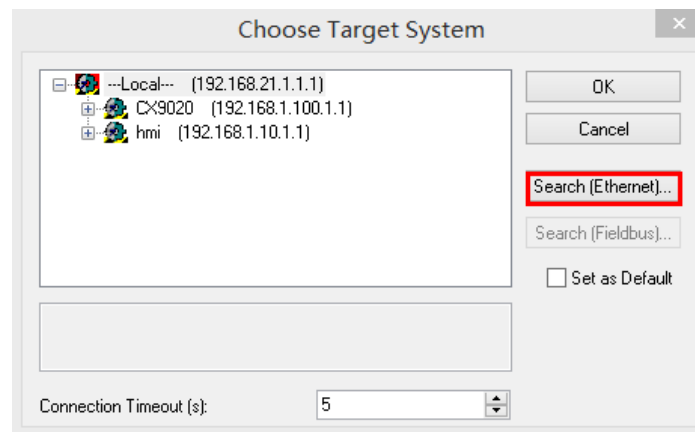 Choose Target System
---Local--- (192.168.21.1.1.1)
CX9020 (192.168.1.100.1.1)
hmi (192.168.1.10.1.1)
OK
Cancel
Search (Ethernet)...
Search (Fieldbus)...
Set as Default
Connection Timeout (s):
5